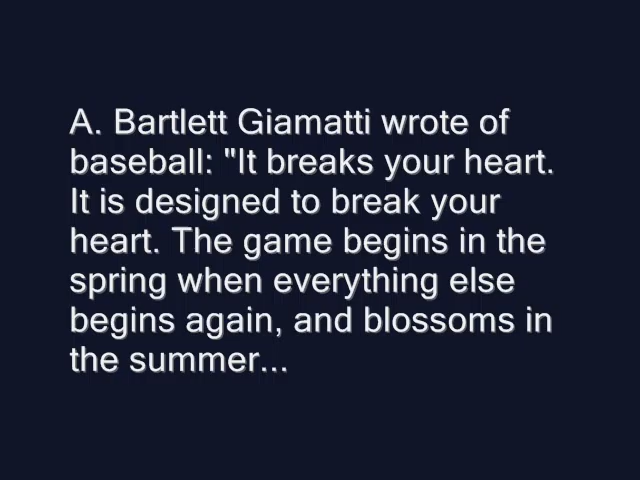 A. Bartlett Giamatti wrote of
baseball: "It breaks your heart.
It is designed to break your
heart. The game begins in the
spring when everything else
begins again, and blossoms in
the summer...